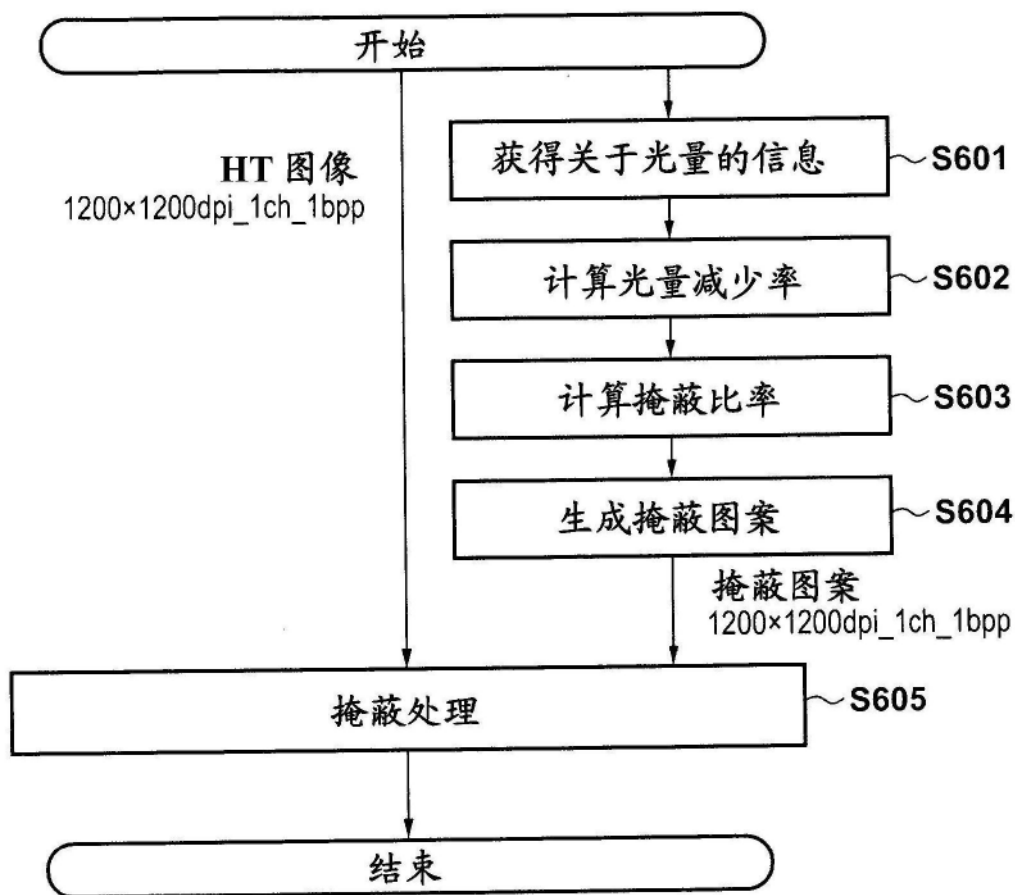 开始
HT 图像
1200×1200dpi_1ch_1bpp
获得关于光量的信息 S601
计算光量减少率 S602
计算掩蔽比率 S603
生成掩蔽图案 S604
掩蔽图案
1200×1200dpi_1ch_1bpp
掩蔽处理 S605
结束